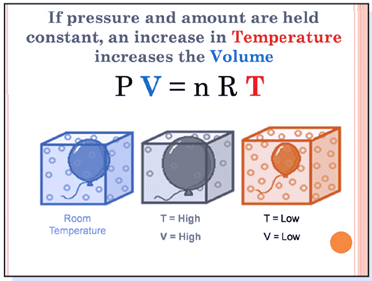 If pressure and amount are held
constant, an increase in Temperature
increases the Volume
P V = n R T
Room
Temperature
T = High
V = High
T = Low
V = Low